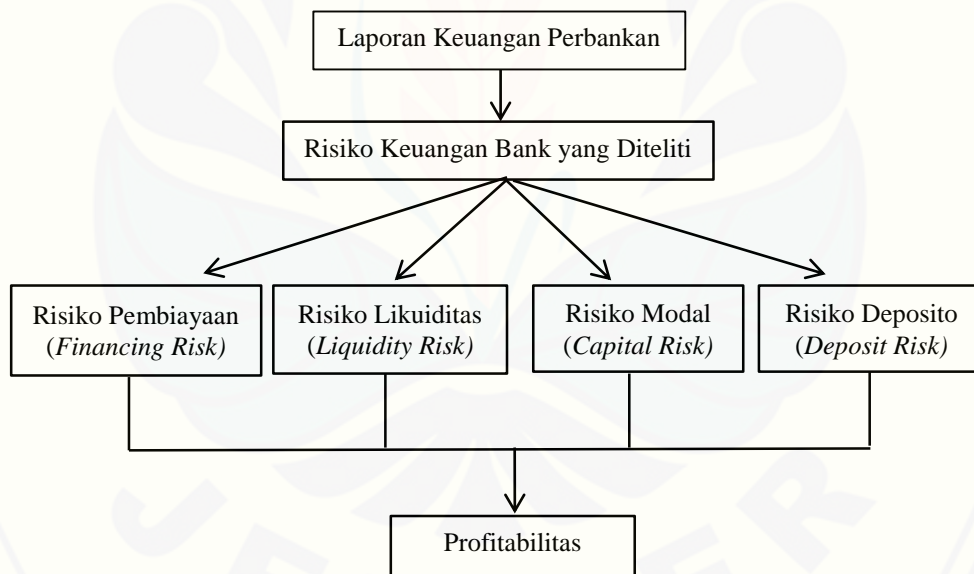 Laporan Keuangan Perbankan
Risiko Keuangan Bank yang Diteliti
Risiko Pembiayaan
(Financing Risk)
Risiko Likuiditas
(Liquidity Risk)
Risiko Modal
(Capital Risk)
Risiko Deposito
(Deposit Risk)
Profitabilitas